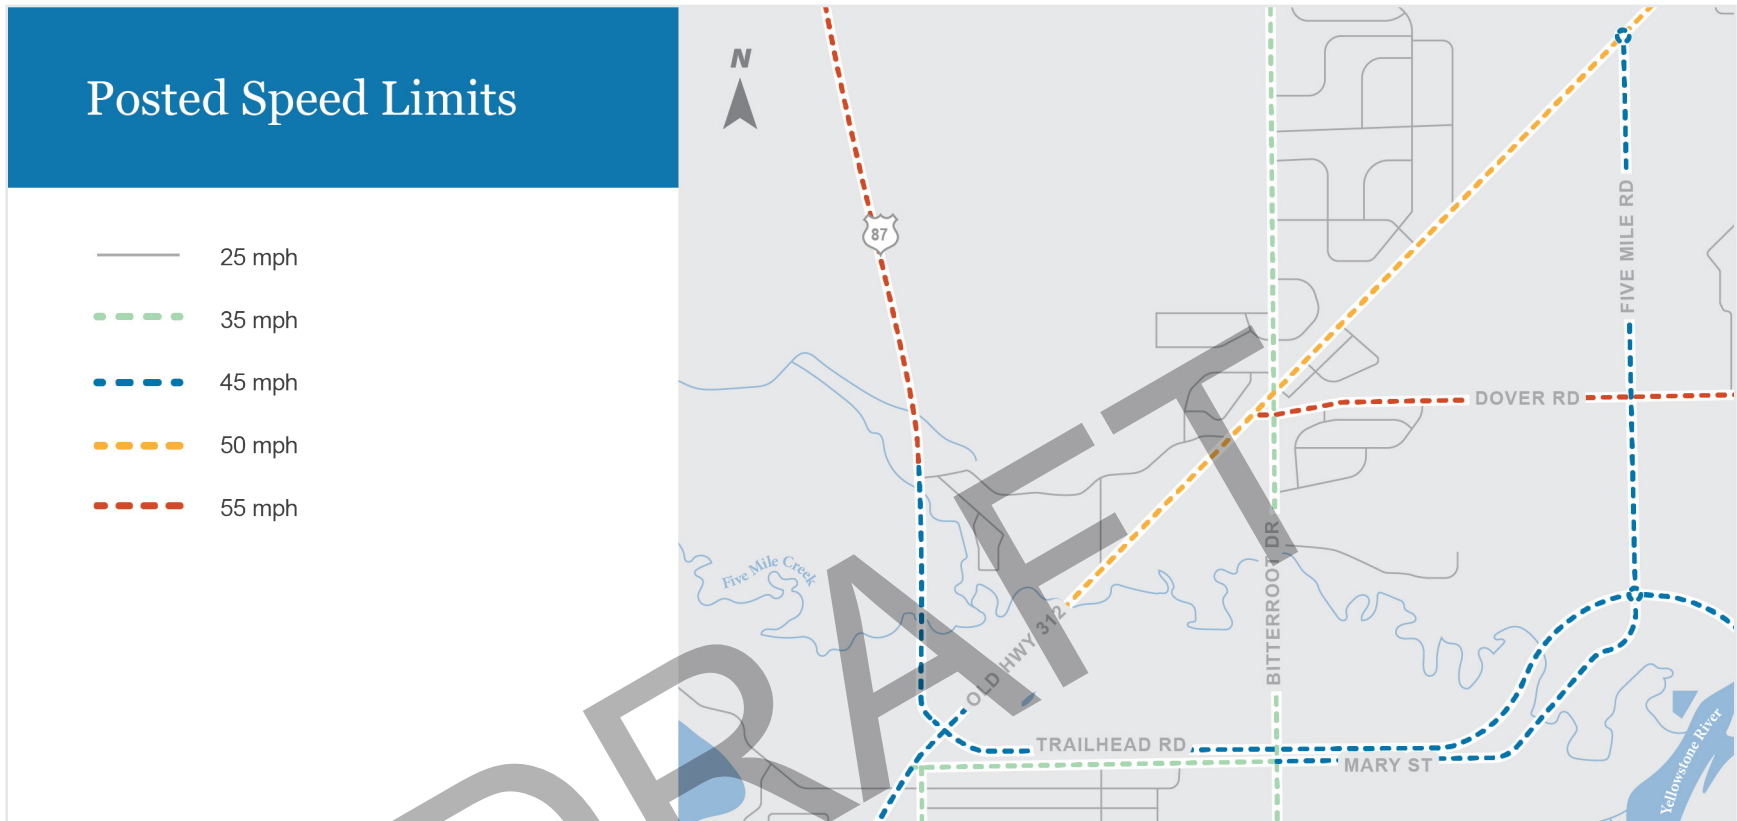 Posted Speed Limits
25 mph
35 mph
45 mph
50 mph
55 mph
N
87
FIVE MILE RD
DOVER RD
BITTERROOT DR
Five Mile Creek
OLD HWY 312
TRAILHEAD RD
MARY ST
Yellowstone River
DRAFT